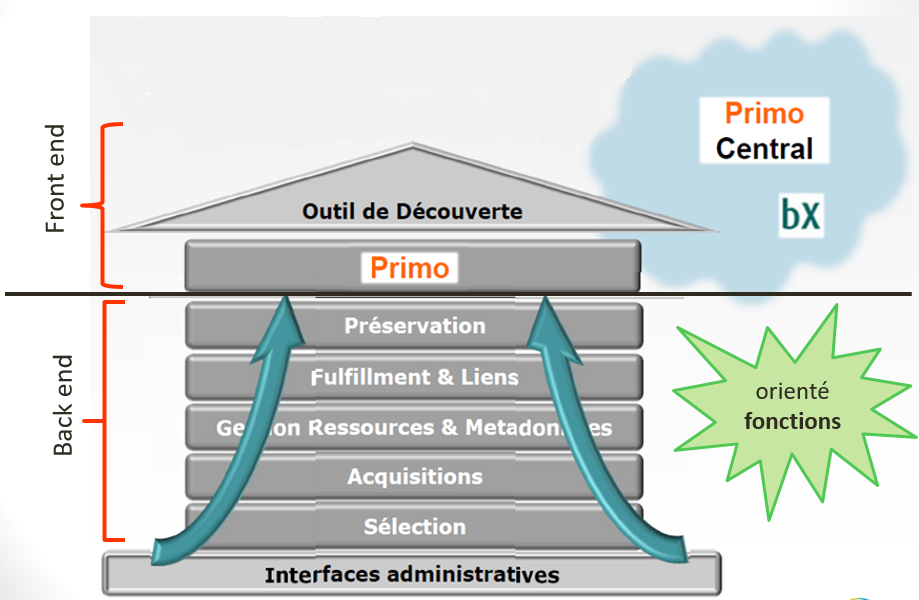 Primo
Central
bX
Front end
Outil de Découverte
Primo
Back end
Préservation
Fulfillment & Liens
Ressources & Metadon
Acquisitions
Sélection
Interfaces administratives
orienté
fonctions